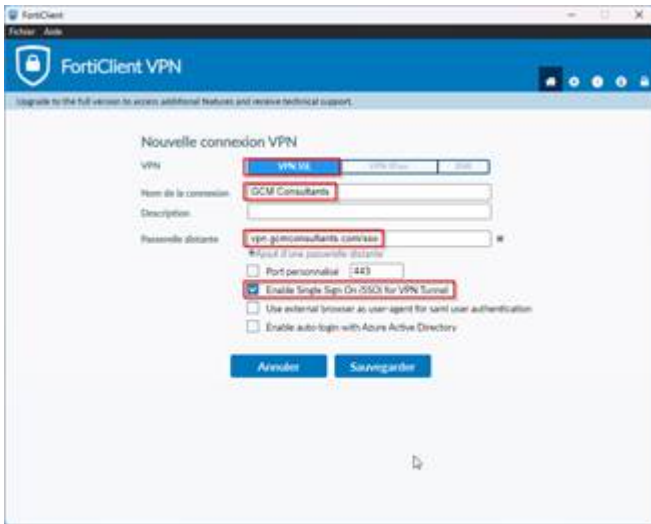 FortiClient
Fichier Aide
FortiClient VPN
Upgrade to the full version to access additional features and receive technical support.
Nouvelle connexion VPN
VPN VPN SSL VPN IPsec XML
Nom de la connexion GCM Consultants
Description
Passerelle distante vpn.gcmconsultants.com/sso
Ajout d'une passerelle distante
Port personnalisé 443
Enable Single Sign On (SSO) for VPN Tunnel
Use external browser as user-agent for saml user authentication
Enable auto-login with Azure Active Directory
Annuler Sauvegarder